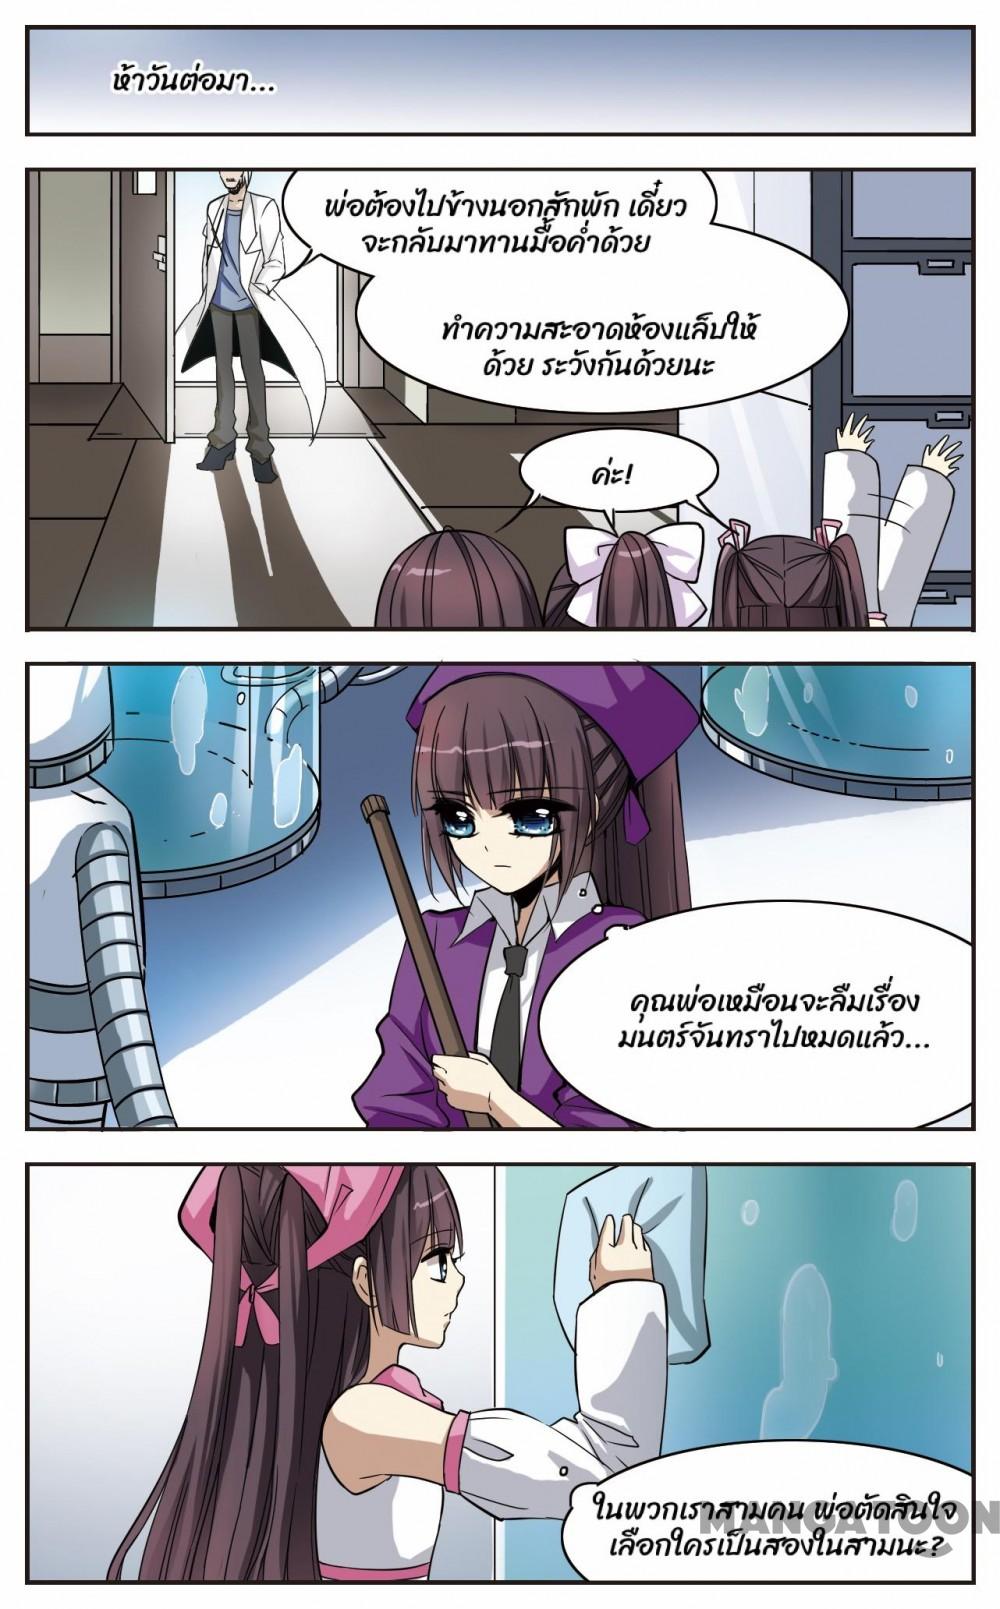 ห้าวันต่อมา...
พ่อต้องไปข้างนอกสักพัก เดี๋ยว
จะกลับมาทานมื้อค่ำด้วย
ทำความสะอาดห้องแล็บให้
ด้วย ระวังกันด้วยนะ
ค่ะ!
คุณพ่อเหมือนจะลืมเรื่อง
มนตร์จันทราไปหมดแล้ว...
ในพวกเราสามคน พ่อตัดสินใจ
เลือกใครเป็นสองในสามนะ?
MANGATOON